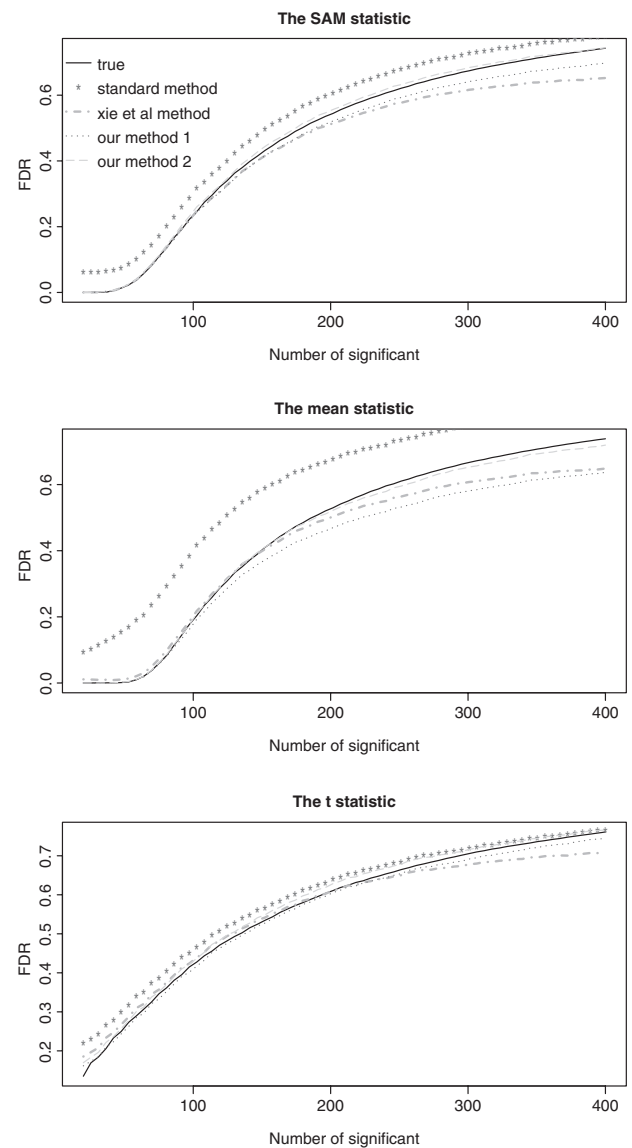 The SAM statistic
true
* standard method
xie et al method
our method 1
our method 2
FDR
0.0
0.2
0.4
0.6
100
200
300
400
Number of significant
The mean statistic
FDR
0.0
0.2
0.4
0.6
100
200
300
400
Number of significant
The t statistic
FDR
0.2
0.3
0.4
0.5
0.6
0.7
100
200
300
400
Number of significant